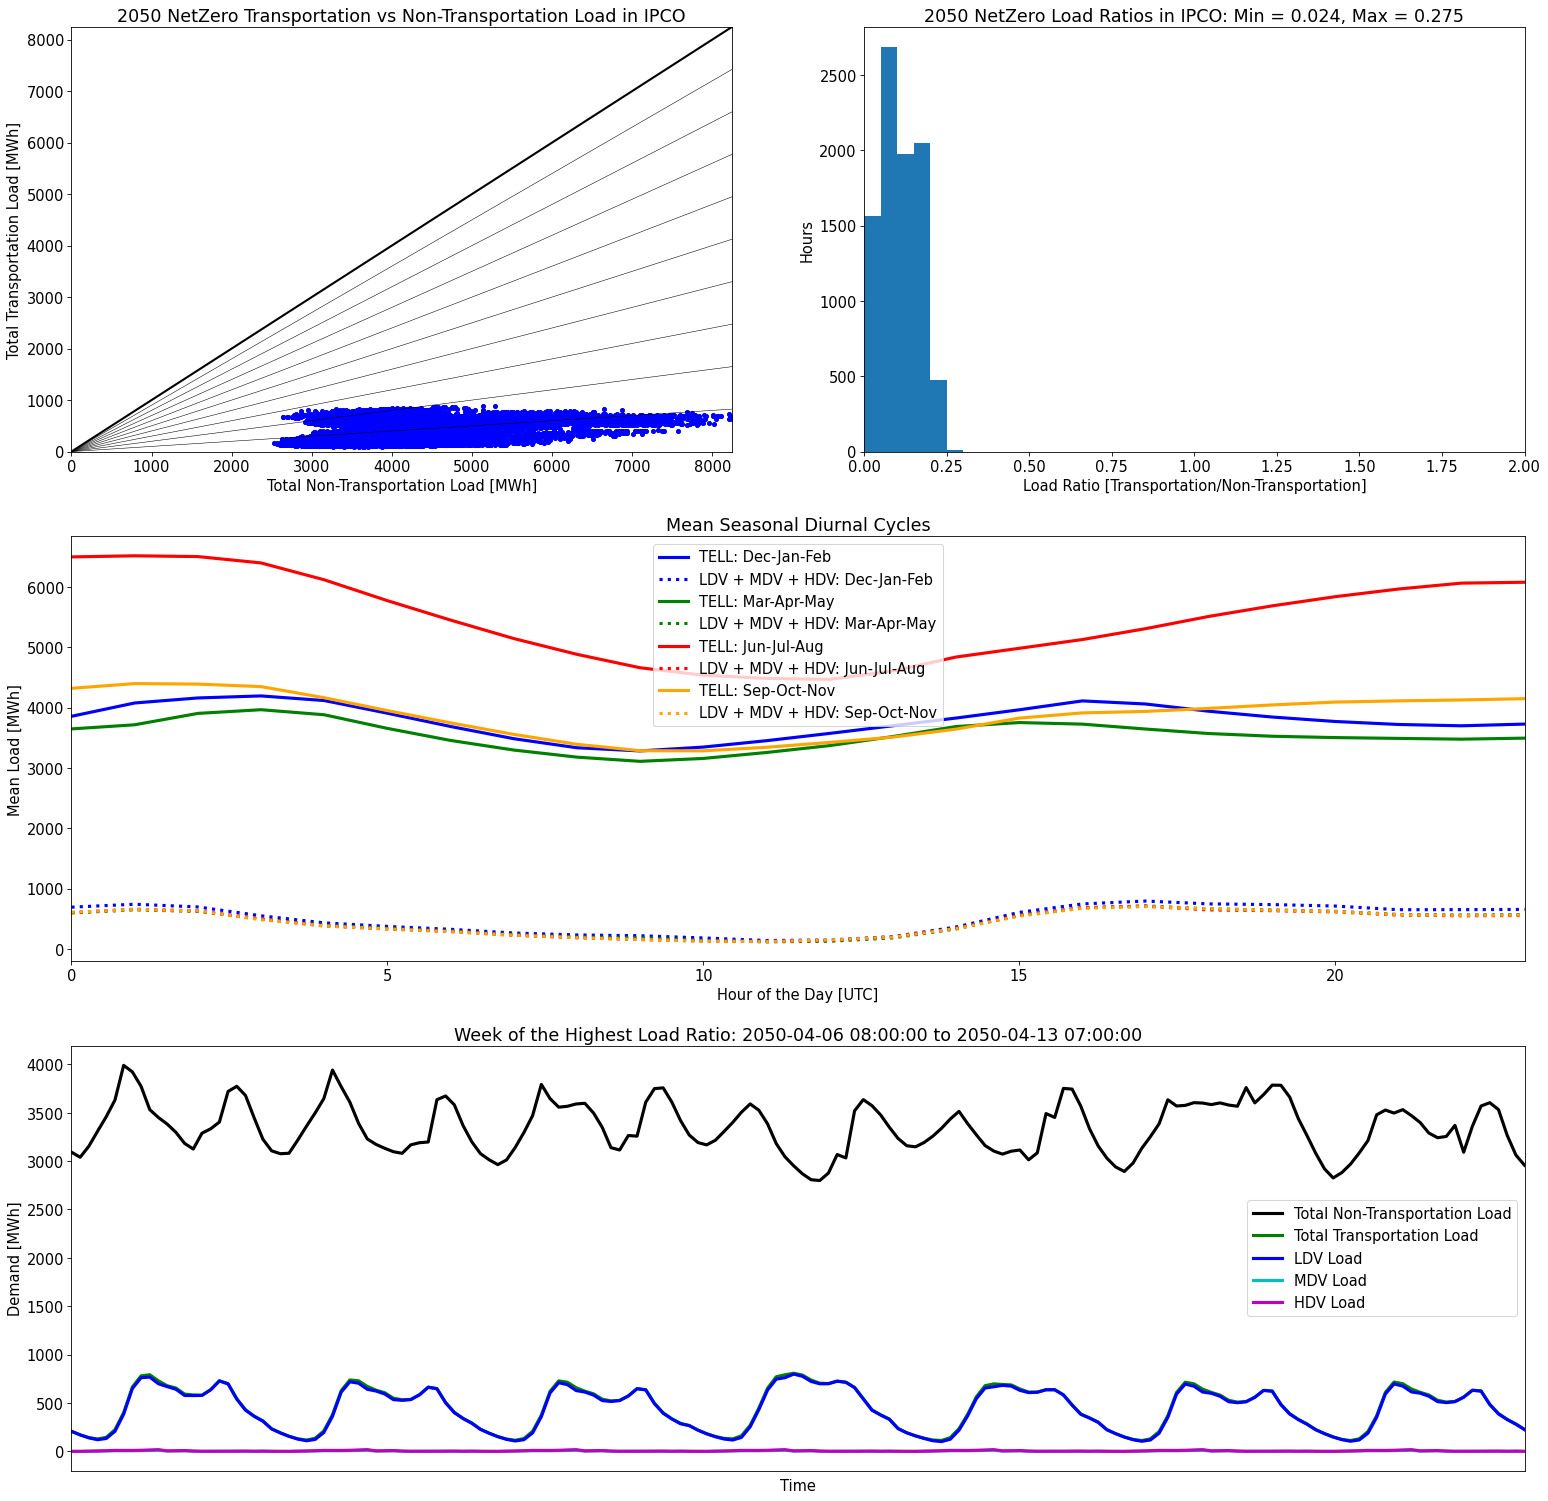 2050 NetZero Transportation vs Non-Transportation Load in IPCO
8000
7000
6000
5000
4000
3000
2000
1000
0
Total Transportation Load [MWh]
0 1000 2000 3000 4000 5000 6000 7000 8000
Total Non-Transportation Load [MWh]
2050 NetZero Load Ratios in IPCO: Min = 0.024, Max = 0.275
2500
2000
1500
1000
500
0
Hours
0.00 0.25 0.50 0.75 1.00 1.25 1.50 1.75 2.00
Load Ratio [Transportation/Non-Transportation]
Mean Seasonal Diurnal Cycles
6000
5000
4000
3000
2000
1000
0
Mean Load [MWh]
TELL: Dec-Jan-Feb
LDV + MDV + HDV: Dec-Jan-Feb
TELL: Mar-Apr-May
LDV + MDV + HDV: Mar-Apr-May
TELL: Jun-Jul-Aug
LDV + MDV + HDV: Jun-Jul-Aug
TELL: Sep-Oct-Nov
LDV + MDV + HDV: Sep-Oct-Nov
0 5 10 15 20
Hour of the Day [UTC]
Week of the Highest Load Ratio: 2050-04-06 08:00:00 to 2050-04-13 07:00:00
4000
3500
3000
2500
2000
1500
1000
500
0
Demand [MWh]
Total Non-Transportation Load
Total Transportation Load
LDV Load
MDV Load
HDV Load
Time